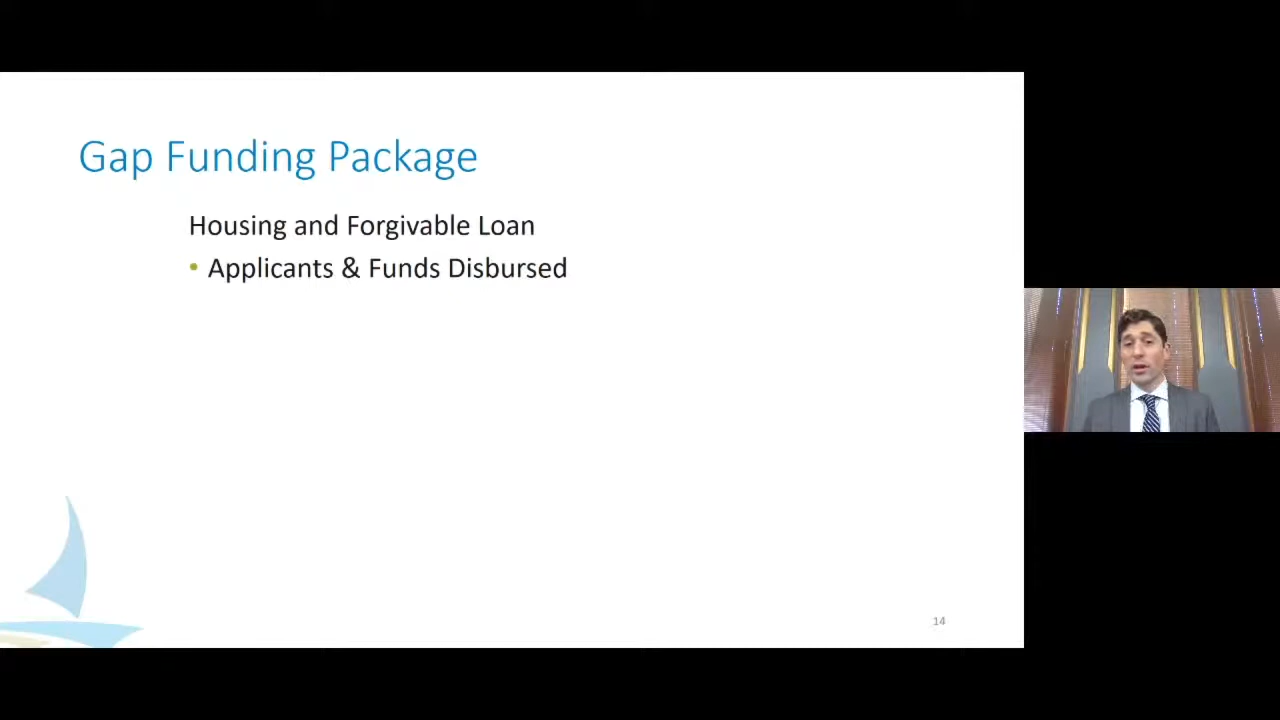 Gap Funding Package
Housing and Forgivable Loan
• Applicants & Funds Disbursed
14